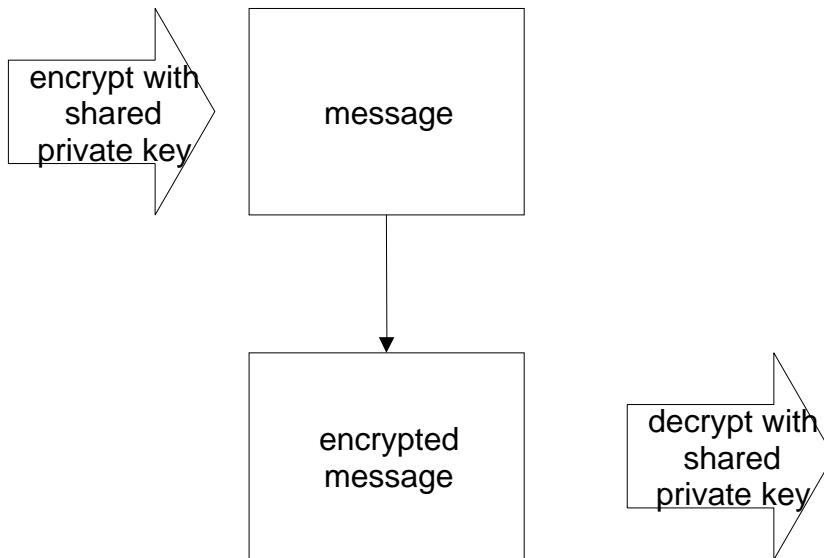 encrypt with
shared
private key
message
encrypted
message
decrypt with
shared
private key